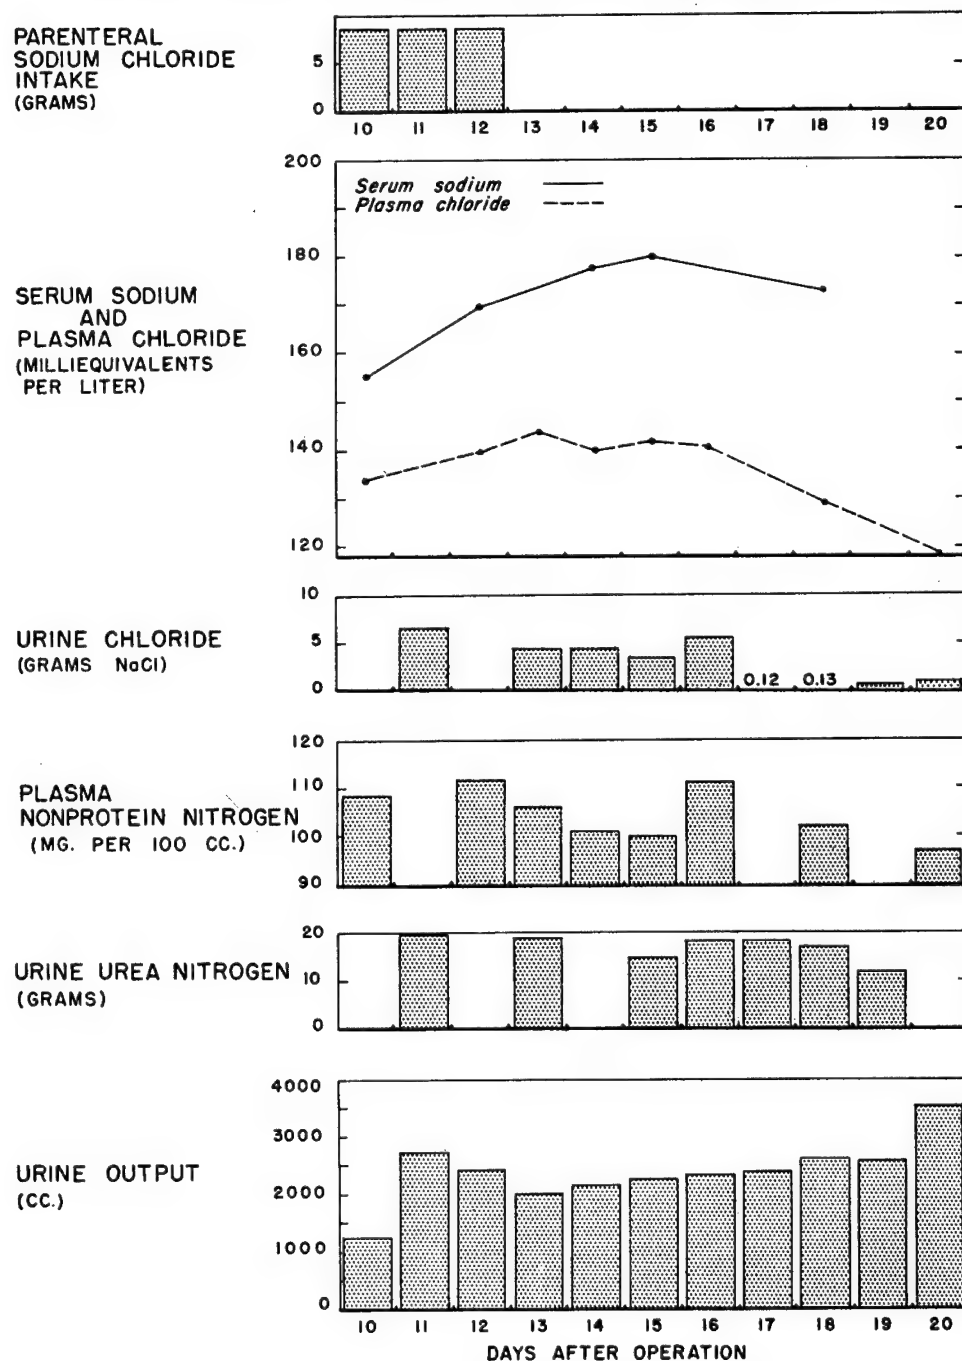 PARENTERAL
SODIUM CHLORIDE
INTAKE
(GRAMS)
5
0
10 11 12 13 14 15 16 17 18 19 20
200
180
160
140
120
Serum sodium
Plasma chloride
SERUM SODIUM
AND
PLASMA CHLORIDE
(MILLIEQUIVALENTS
PER LITER)
10
5
0
URINE CHLORIDE
(GRAMS NaCl)
0.12 0.13
120
110
100
90
PLASMA
NONPROTEIN NITROGEN
(MG. PER 100 CC.)
20
10
0
URINE UREA NITROGEN
(GRAMS)
4000
3000
2000
1000
0
URINE OUTPUT
(CC.)
10 11 12 13 14 15 16 17 18 19 20
DAYS AFTER OPERATION